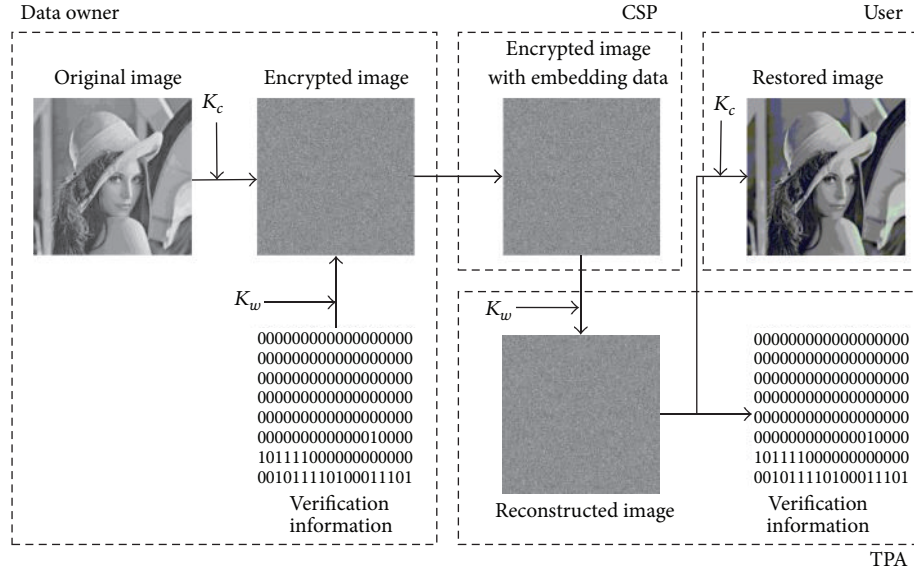 Data owner
CSP
User
Original image
Encrypted image
Encrypted image
with embedding data
Restored image
K_c
K_c
K_w
K_w
000000000000000000
000000000000000000
000000000000000000
000000000000000000
000000000000000000
000000000000010000
101111000000000000
001011110100011101
Verification
information
Reconstructed image
000000000000000000
000000000000000000
000000000000000000
000000000000000000
000000000000000000
000000000000010000
101111000000000000
001011110100011101
Verification
information
TPA